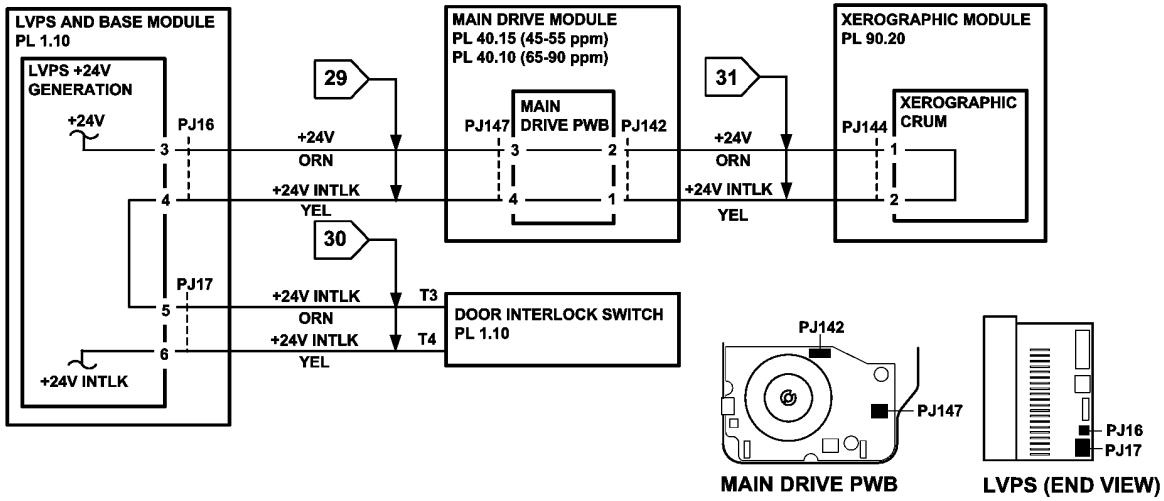 LVPS AND BASE MODULE
PL 1.10
LVPS +24V
GENERATION
+24V
PJ16
3
4
PJ17
5
6
+24V INTLK
29
+24V
ORN
+24V INTLK
YEL
30
+24V INTLK
ORN
+24V INTLK
YEL
T3
T4
MAIN DRIVE MODULE
PL 40.15 (45-55 ppm)
PL 40.10 (65-90 ppm)
MAIN
DRIVE PWB
PJ147
PJ142
3
2
4
1
DOOR INTERLOCK SWITCH
PL 1.10
31
+24V
ORN
+24V INTLK
YEL
XEROGRAPHIC MODULE
PL 90.20
XEROGRAPHIC
CRUM
PJ144
1
2
PJ142
PJ147
MAIN DRIVE PWB
PJ16
PJ17
LVPS (END VIEW)